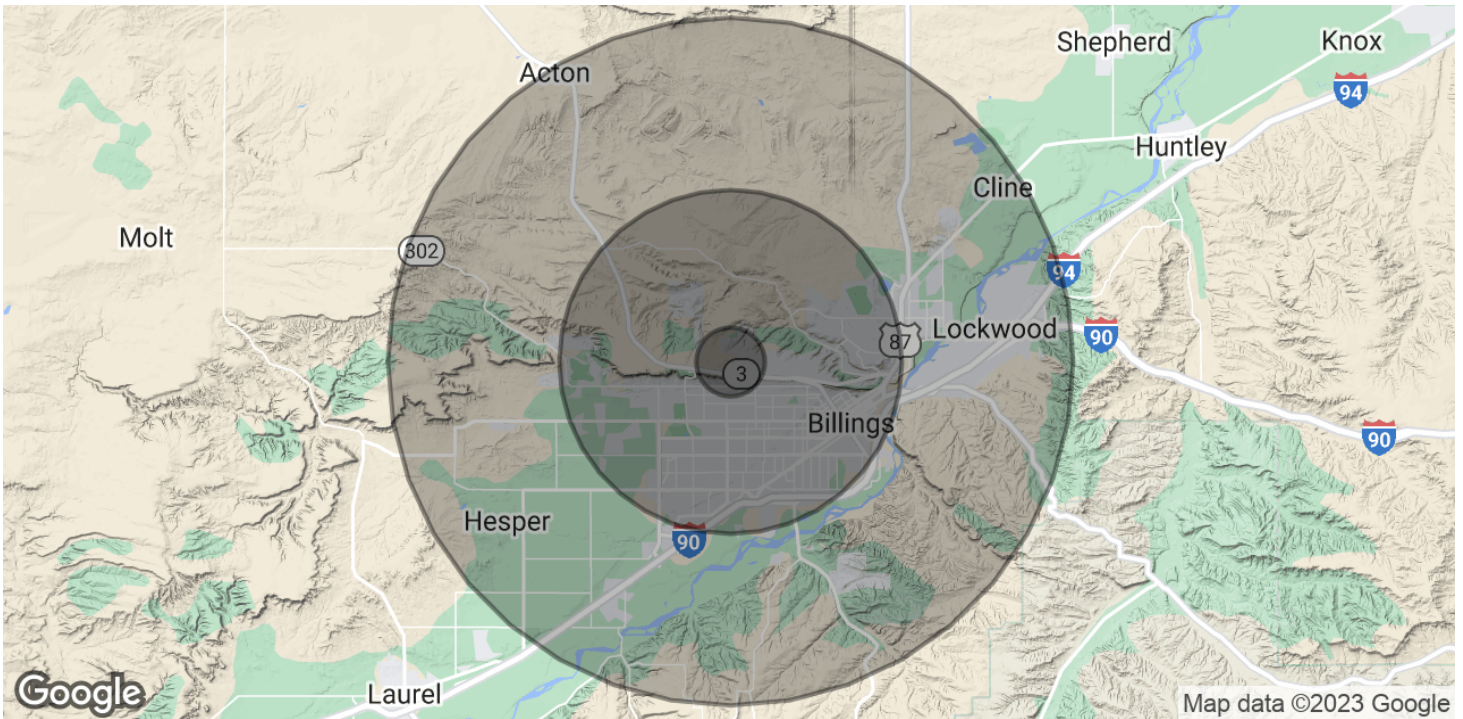 Shepherd
Knox
Acton
94
Huntley
Cline
Molt
302
94
Lockwood
90
87
3
Billings
90
Hesper
90
Laurel
Google
Map data ©2023 Google